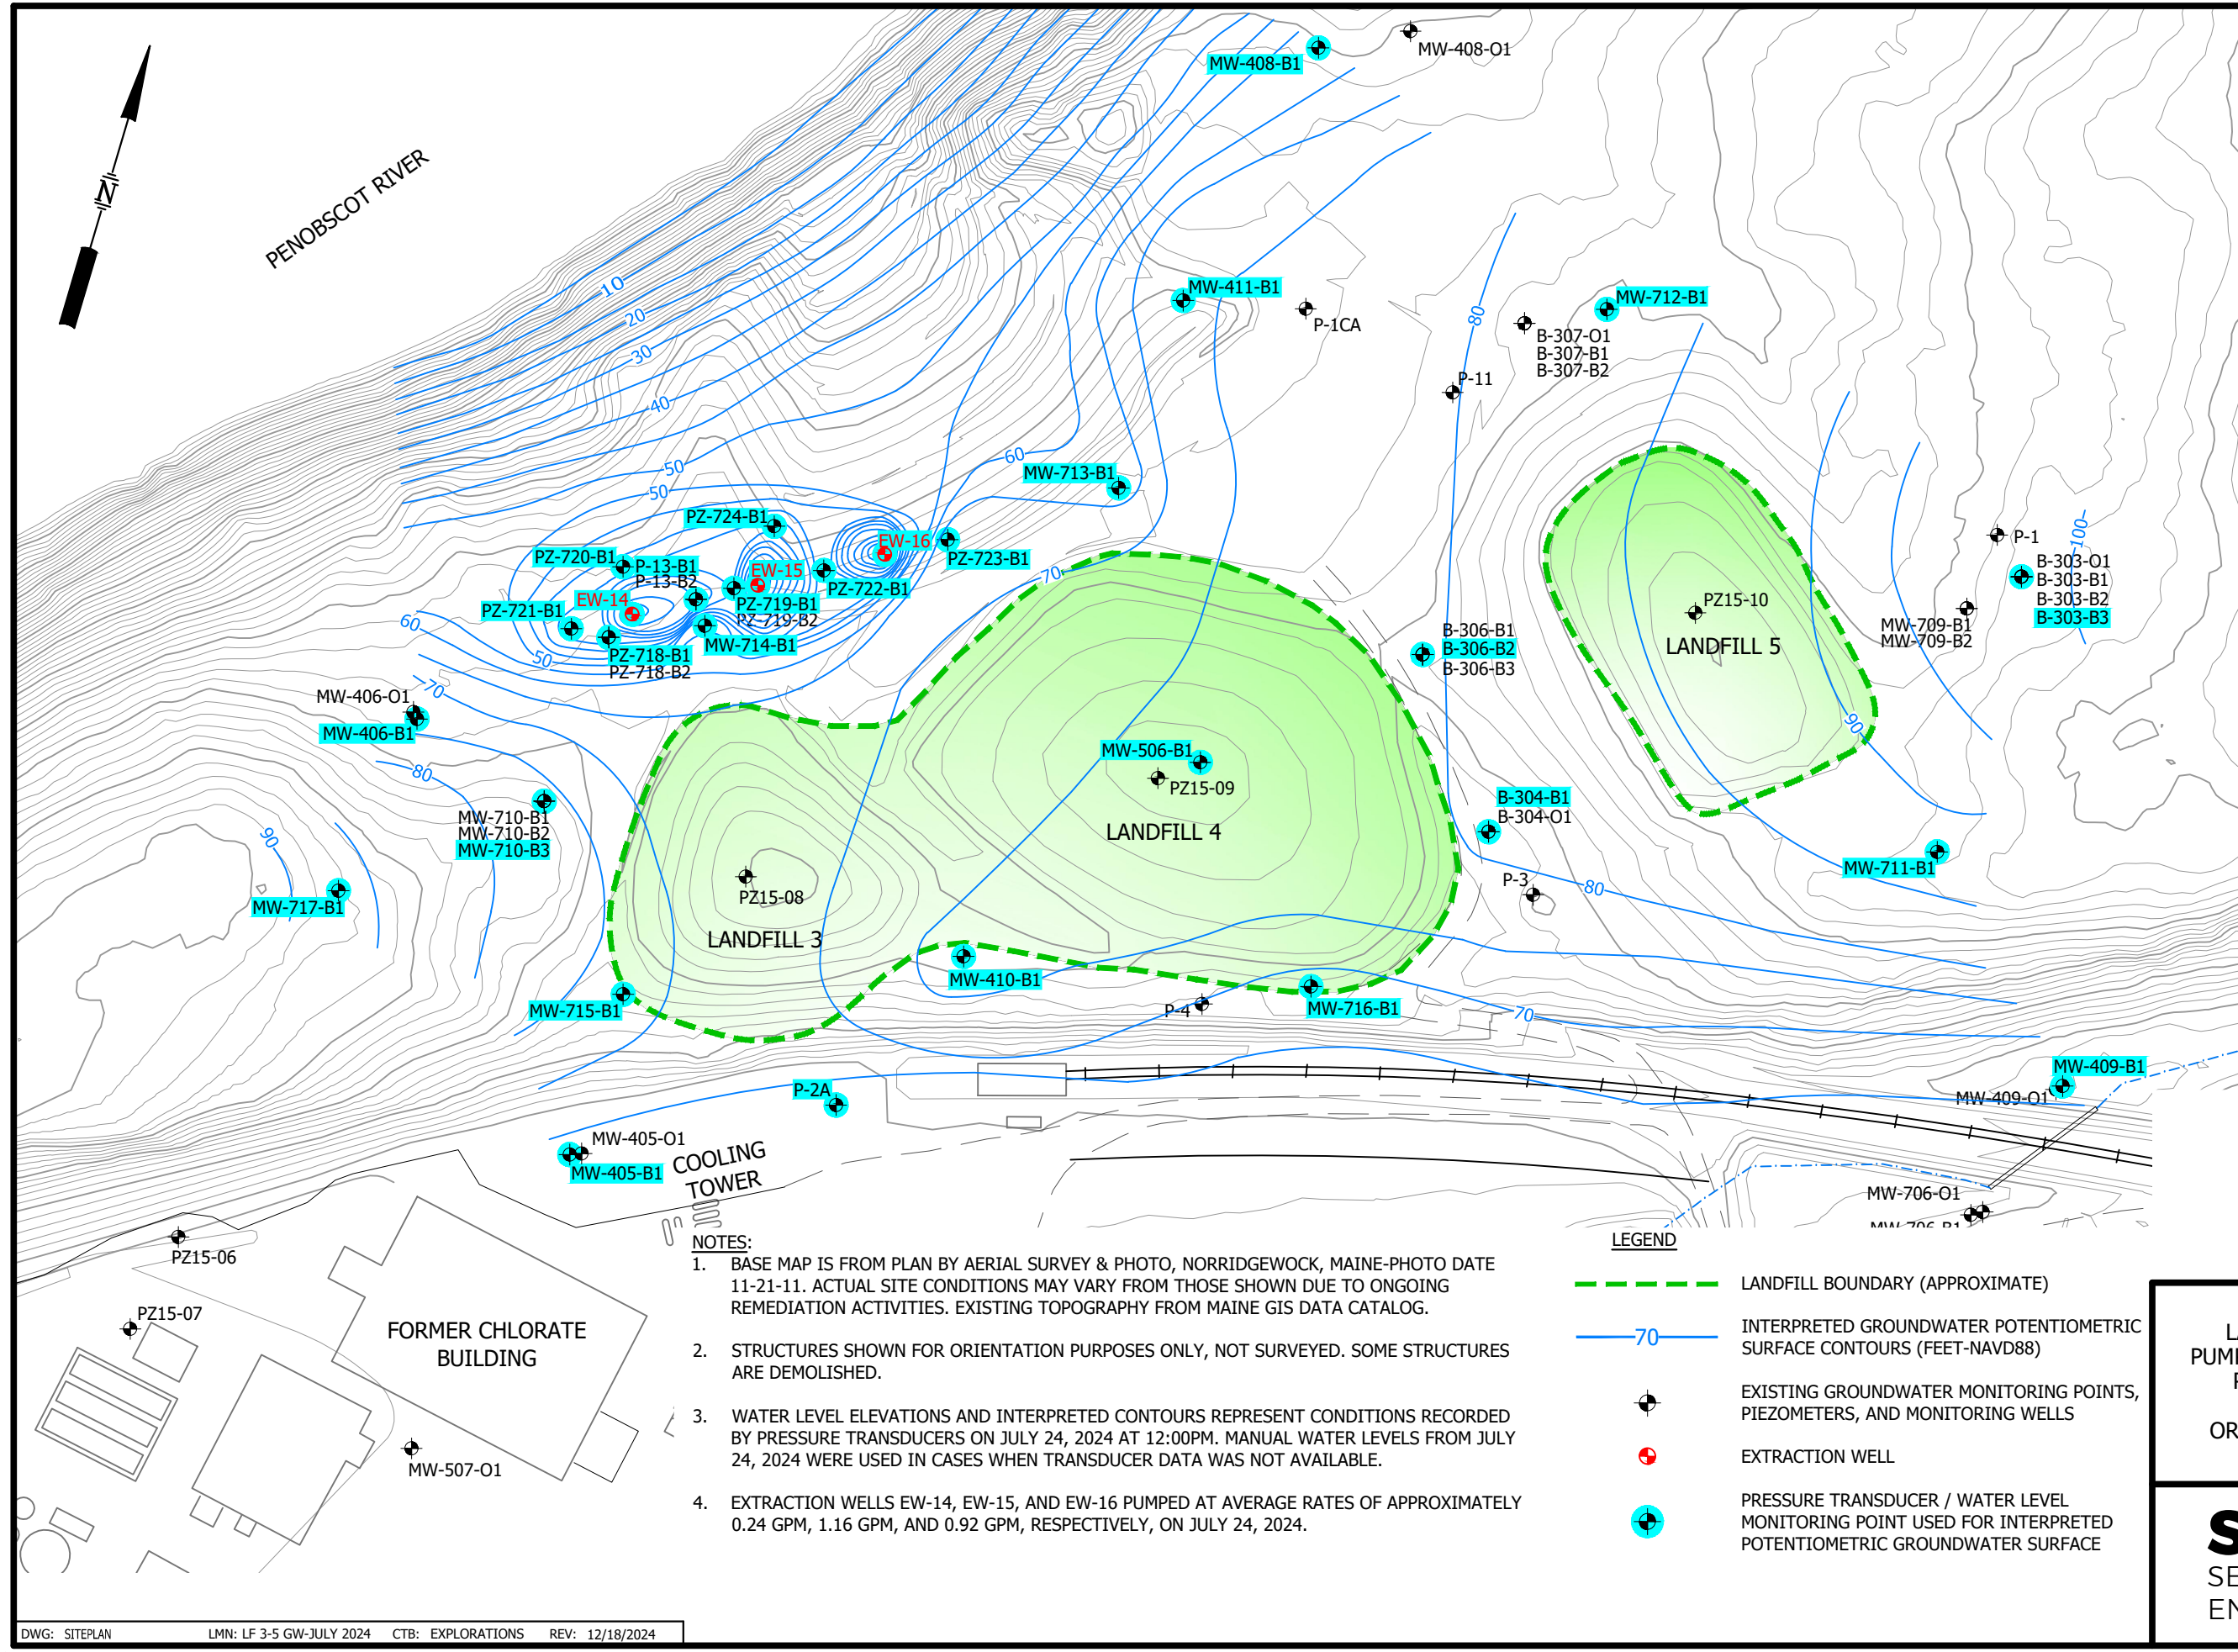 MW-408-O1
MW-408-B1
N
PENOBSCOT RIVER
10
20
30
40
50
50
60
MW-411-B1
P-1CA
80
MW-712-B1
B-307-O1
B-307-B1
B-307-B2
P-11
MW-713-B1
PZ-724-B1
EW-16
PZ-723-B1
PZ-720-B1
P-13-B1
P-13-B2
EW-15
PZ-722-B1
70
EW-14
PZ-719-B1
PZ-719-B2
PZ-721-B1
MW-714-B1
60
50
PZ-718-B1
PZ-718-B2
100
P-1
B-303-O1
B-303-B1
B-303-B2
B-303-B3
PZ15-10
LANDFILL 5
MW-709-B1
MW-709-B2
B-306-B1
B-306-B2
B-306-B3
70
MW-406-O1
MW-406-B1
90
80
MW-506-B1
PZ15-09
LANDFILL 4
B-304-B1
B-304-O1
MW-710-B1
MW-710-B2
MW-710-B3
90
MW-717-B1
PZ15-08
LANDFILL 3
P-3
80
MW-711-B1
MW-410-B1
MW-715-B1
P-4
MW-716-B1
70
P-2A
MW-409-B1
MW-409-O1
MW-405-O1
MW-405-B1
COOLING
TOWER
MW-706-O1
MW-706-B1
PZ15-06
PZ15-07
FORMER CHLORATE
BUILDING
MW-507-O1
NOTES:
1. BASE MAP IS FROM PLAN BY AERIAL SURVEY & PHOTO, NORRIDGEWOCK, MAINE-PHOTO DATE
11-21-11. ACTUAL SITE CONDITIONS MAY VARY FROM THOSE SHOWN DUE TO ONGOING
REMEDIATION ACTIVITIES. EXISTING TOPOGRAPHY FROM MAINE GIS DATA CATALOG.
2. STRUCTURES SHOWN FOR ORIENTATION PURPOSES ONLY, NOT SURVEYED. SOME STRUCTURES
ARE DEMOLISHED.
3. WATER LEVEL ELEVATIONS AND INTERPRETED CONTOURS REPRESENT CONDITIONS RECORDED
BY PRESSURE TRANSDUCERS ON JULY 24, 2024 AT 12:00PM. MANUAL WATER LEVELS FROM JULY
24, 2024 WERE USED IN CASES WHEN TRANSDUCER DATA WAS NOT AVAILABLE.
4. EXTRACTION WELLS EW-14, EW-15, AND EW-16 PUMPED AT AVERAGE RATES OF APPROXIMATELY
0.24 GPM, 1.16 GPM, AND 0.92 GPM, RESPECTIVELY, ON JULY 24, 2024.
LEGEND
LANDFILL BOUNDARY (APPROXIMATE)
70
INTERPRETED GROUNDWATER POTENTIOMETRIC
SURFACE CONTOURS (FEET-NAVD88)
EXISTING GROUNDWATER MONITORING POINTS,
PIEZOMETERS, AND MONITORING WELLS
EXTRACTION WELL
PRESSURE TRANSDUCER / WATER LEVEL
MONITORING POINT USED FOR INTERPRETED
POTENTIOMETRIC GROUNDWATER SURFACE
DWG: SITEPLAN LMN: LF 3-5 GW-JULY 2024 CTB: EXPLORATIONS REV: 12/18/2024